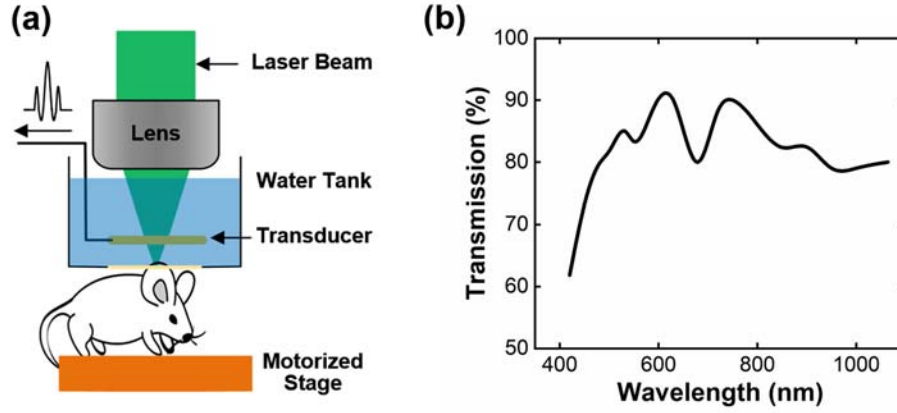 (a)
Laser Beam
Lens
Water Tank
Transducer
Motorized
Stage
(b)
Transmission (%)
100
90
80
70
60
50
400 600 800 1000
Wavelength (nm)